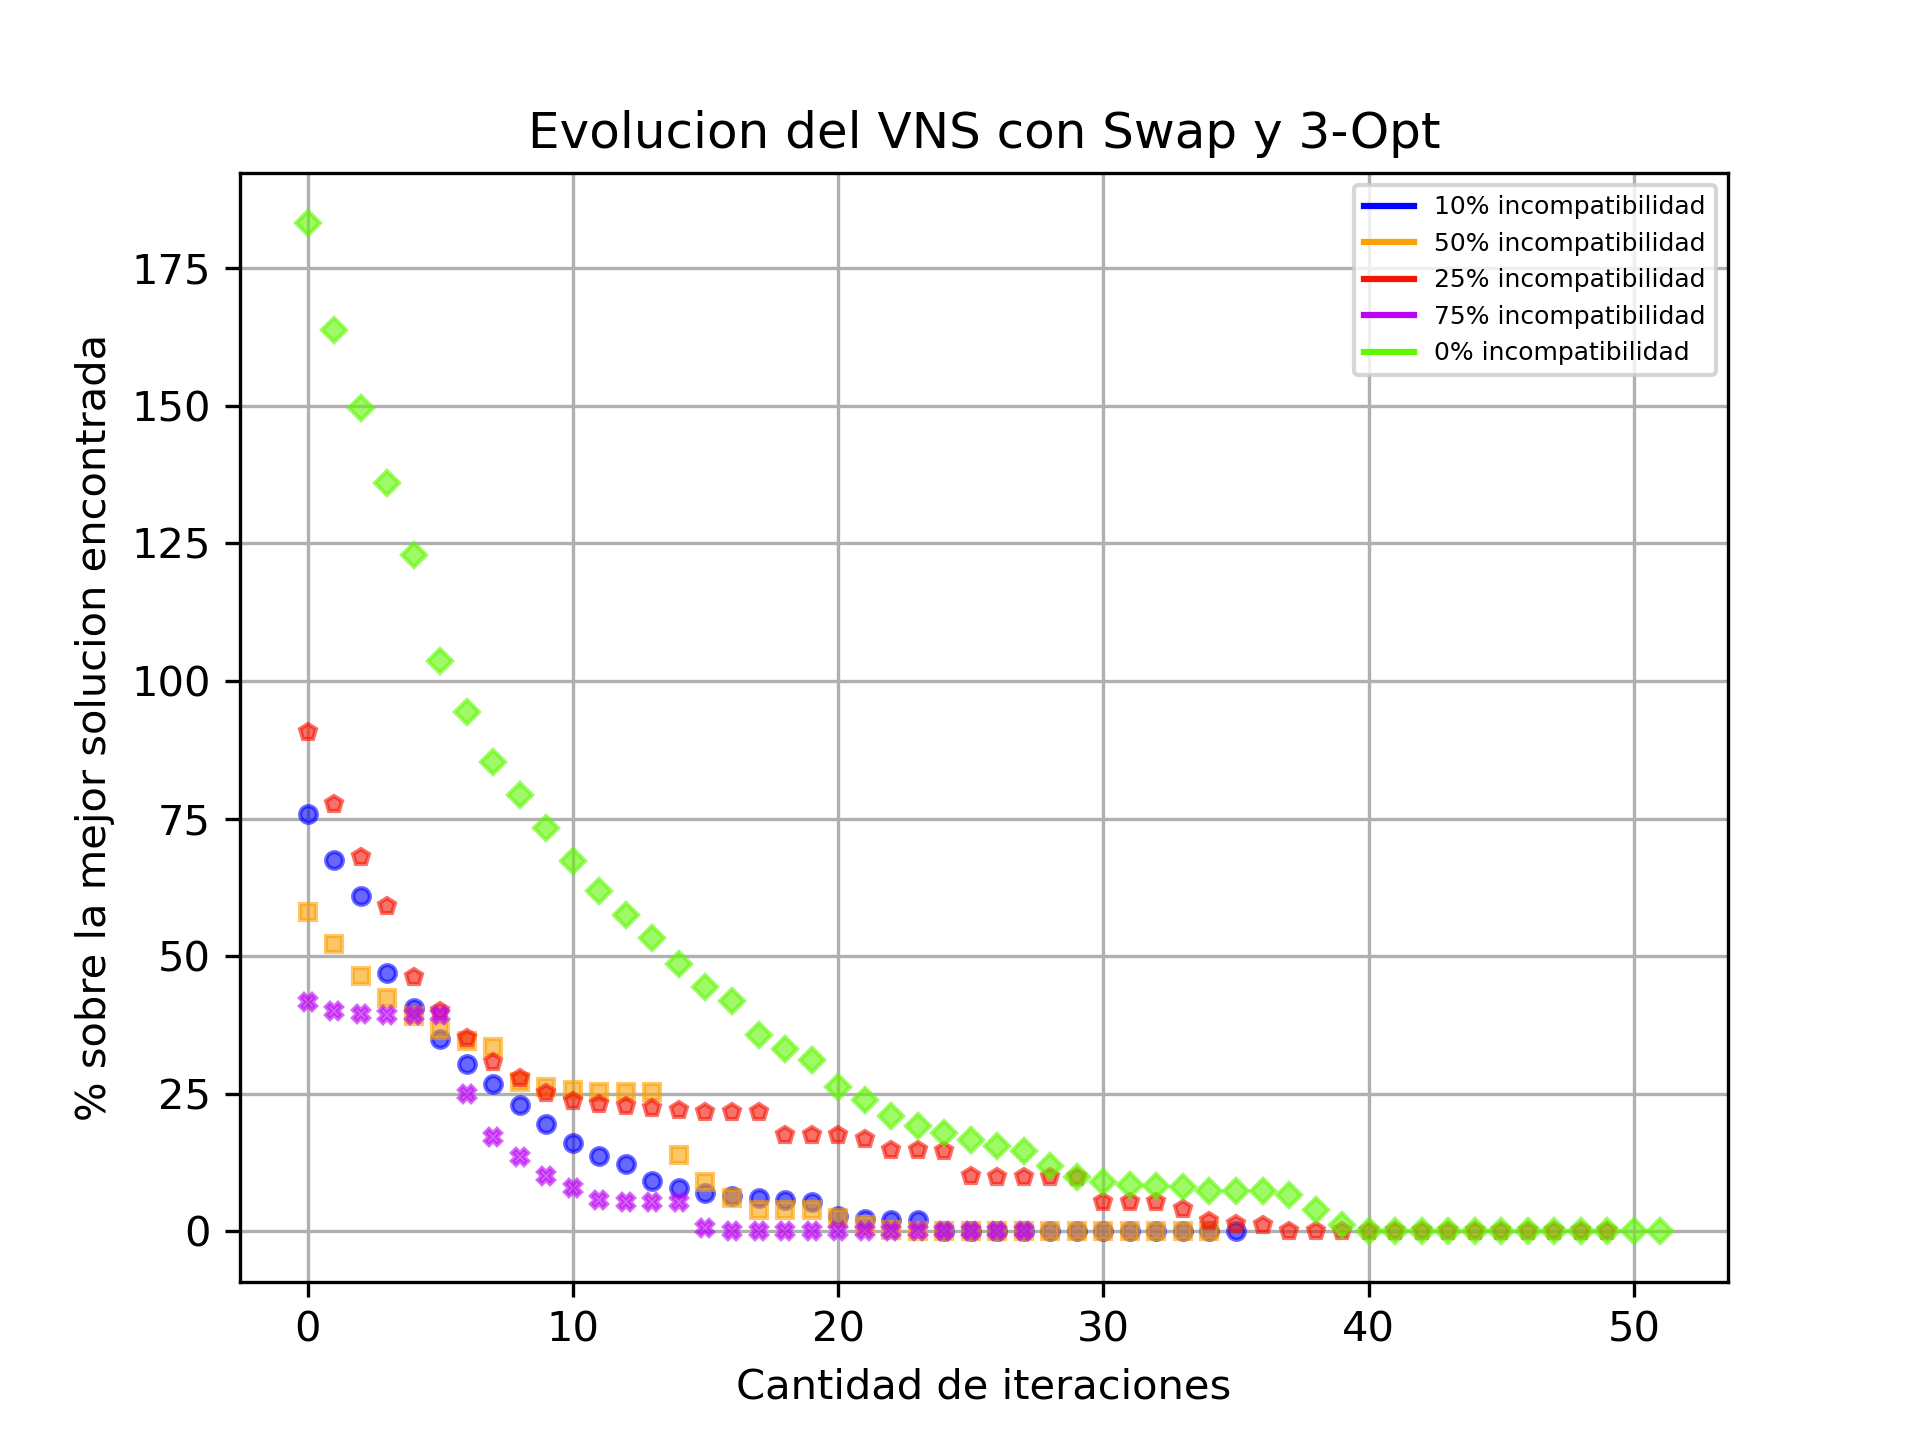 Evolucion del VNS con Swap y 3-Opt
10% incompatibilidad
50% incompatibilidad
25% incompatibilidad
75% incompatibilidad
0% incompatibilidad
% sobre la mejor solucion encontrada
175
150
125
100
75
50
25
0
0 10 20 30 40 50
Cantidad de iteraciones